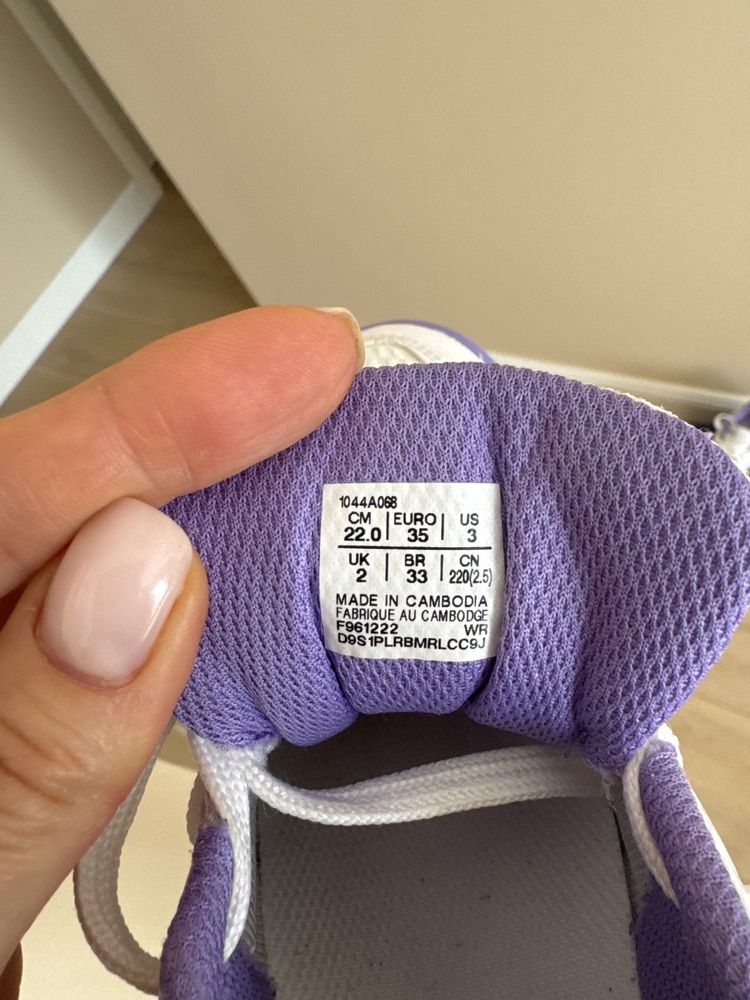 1044A068
CM EURO US
22.0 35 3
UK BR CN
2 33 220(2.5)
MADE IN CAMBODIA
FABRIQUE AU CAMBODGE
F961222 WR
D9S1PLRBMRLCC9J